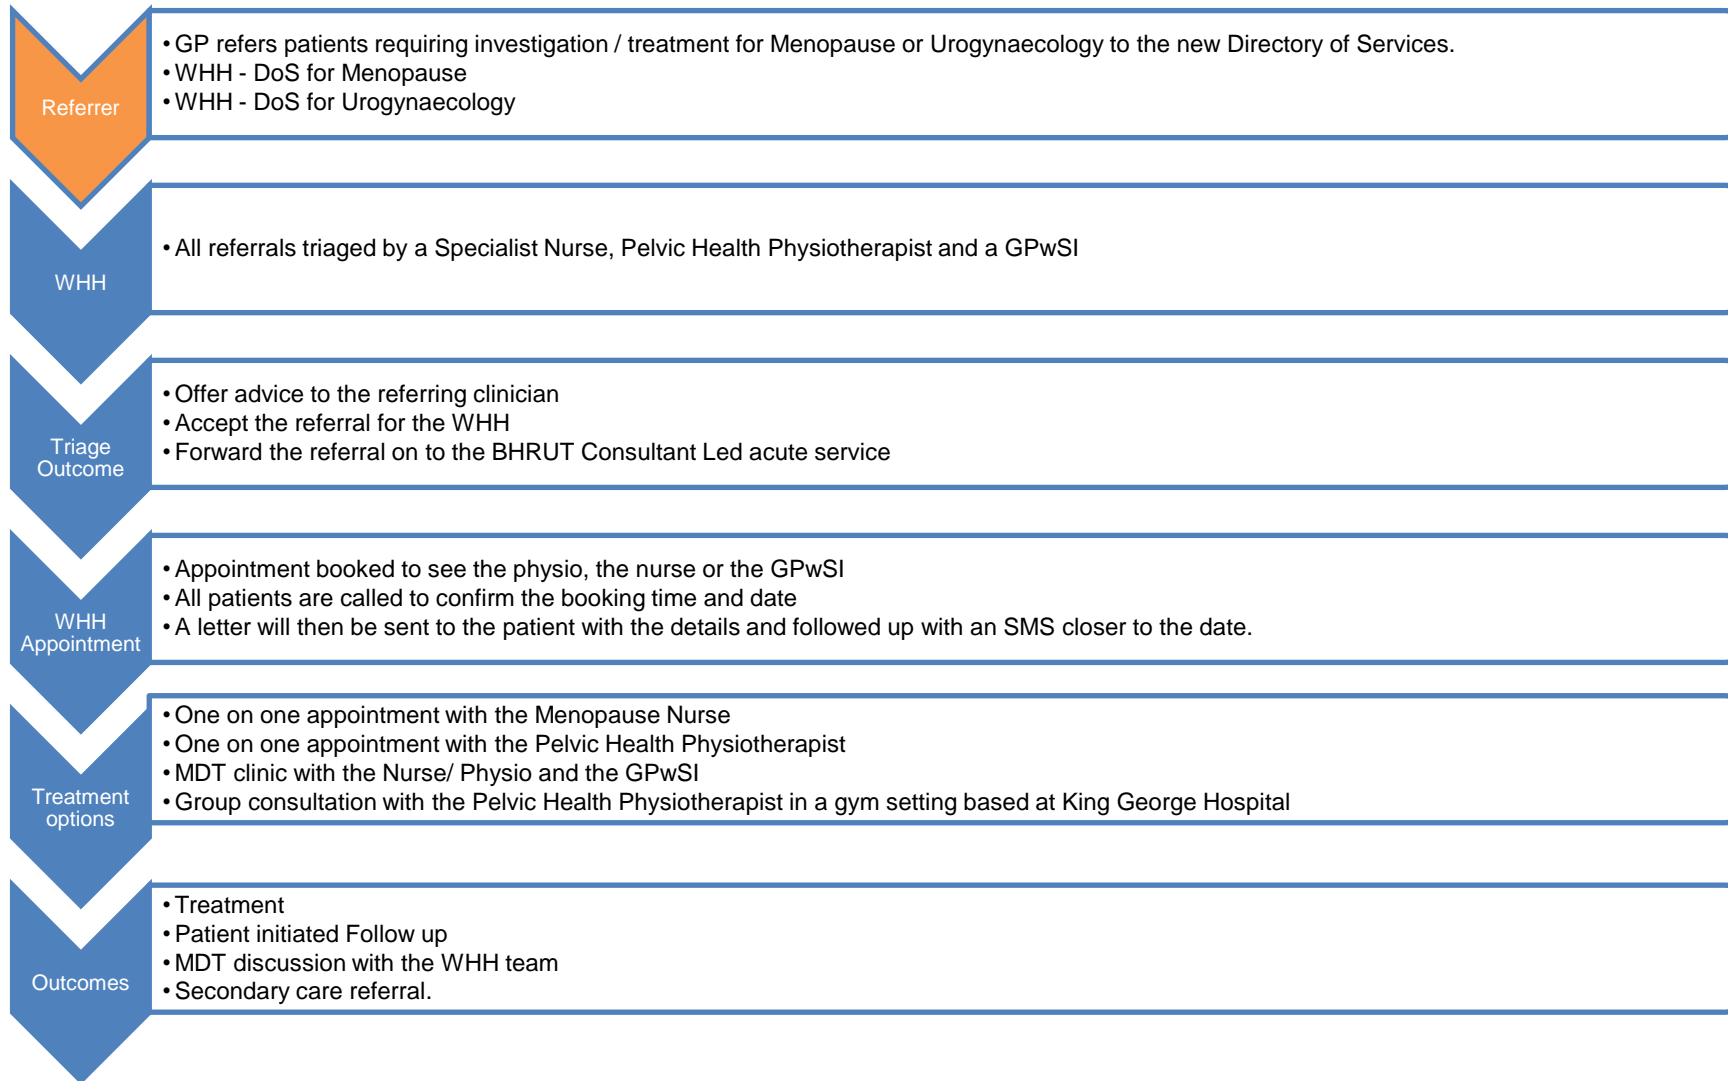 Referrer
• GP refers patients requiring investigation / treatment for Menopause or Urogynaecology to the new Directory of Services.
• WHH - DoS for Menopause
• WHH - DoS for Urogynaecology
WHH
• All referrals triaged by a Specialist Nurse, Pelvic Health Physiotherapist and a GPwSI
Triage
Outcome
• Offer advice to the referring clinician
• Accept the referral for the WHH
• Forward the referral on to the BHRUT Consultant Led acute service
WHH
Appointment
• Appointment booked to see the physio, the nurse or the GPwSI
• All patients are called to confirm the booking time and date
• A letter will then be sent to the patient with the details and followed up with an SMS closer to the date.
Treatment
options
• One on one appointment with the Menopause Nurse
• One on one appointment with the Pelvic Health Physiotherapist
• MDT clinic with the Nurse/ Physio and the GPwSI
• Group consultation with the Pelvic Health Physiotherapist in a gym setting based at King George Hospital
Outcomes
• Treatment
• Patient initiated Follow up
• MDT discussion with the WHH team
• Secondary care referral.